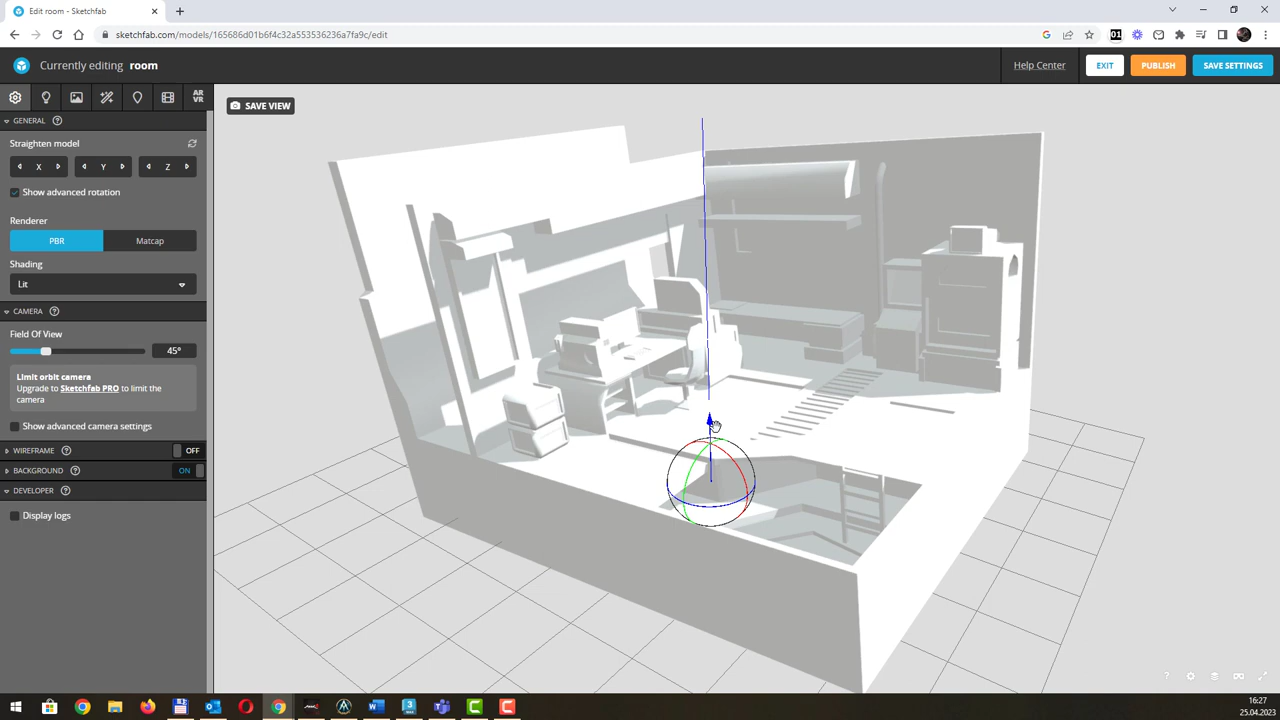 Edit room - Sketchfab
sketchfab.com/models/165686d01b6f4c32a553536236a7fa9c/edit
Currently editing room
Help Center
EXIT
PUBLISH
SAVE SETTINGS
AR
VR
SAVE VIEW
GENERAL
Straighten model
X Y Z
Show advanced rotation
Renderer
PBR Matcap
Shading
Lit
CAMERA
Field Of View
45°
Limit orbit camera
Upgrade to Sketchfab PRO to limit the
camera
Show advanced camera settings
WIREFRAME OFF
BACKGROUND ON
DEVELOPER
Display logs
16:27
25.04.2023